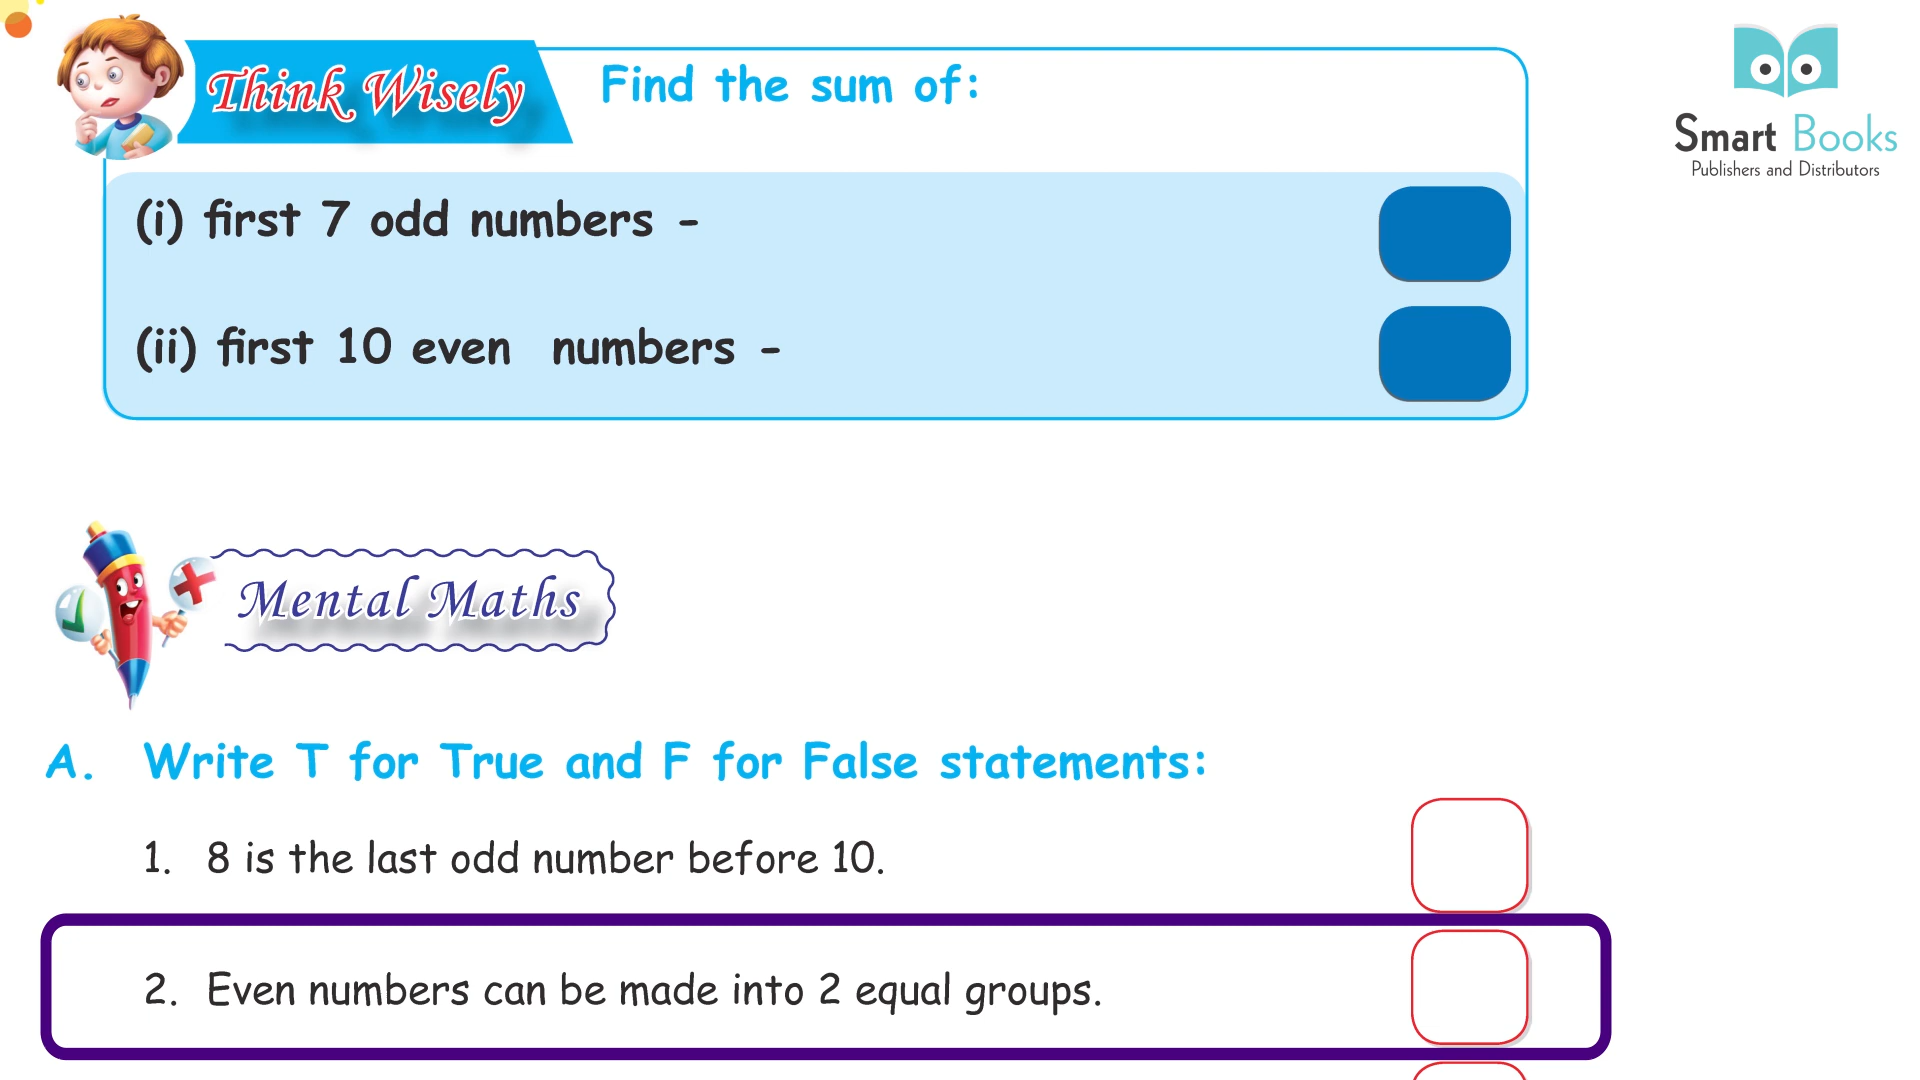 Think Wisely Find the sum of:
Smart Books
Publishers and Distributors
(i) first 7 odd numbers -
(ii) first 10 even numbers -
Mental Maths
A. Write T for True and F for False statements:
1. 8 is the last odd number before 10.
2. Even numbers can be made into 2 equal groups.